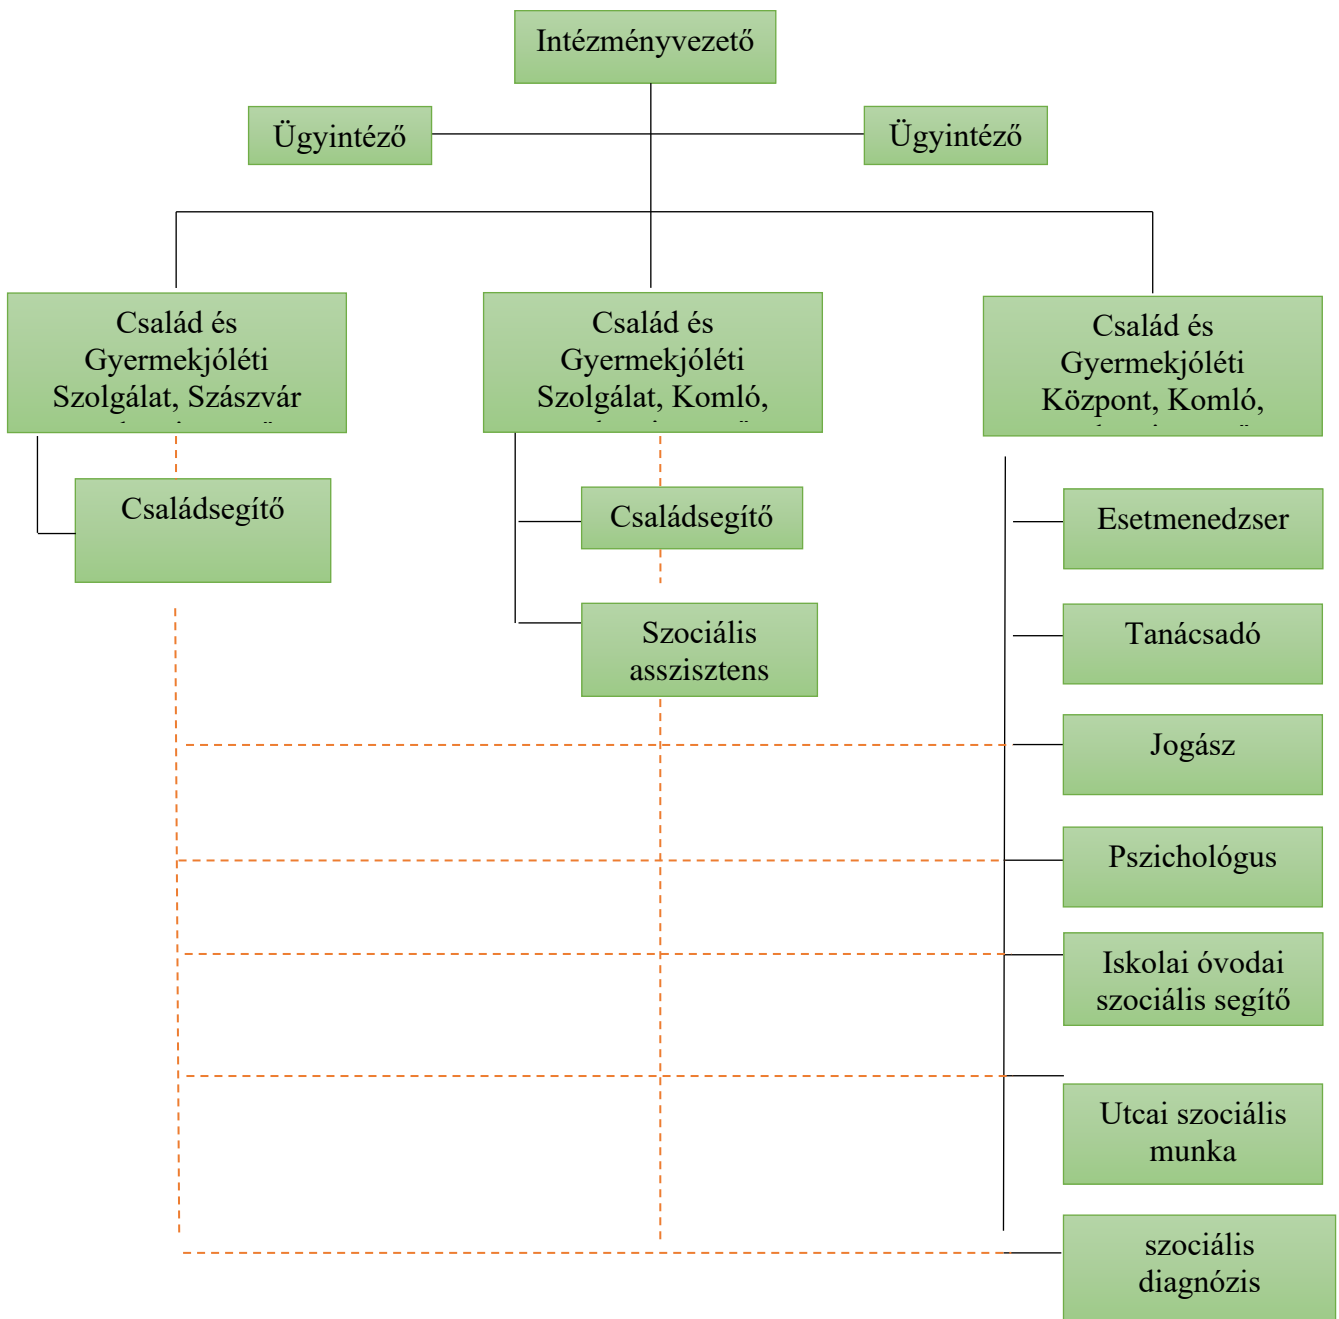 Intézményvezető
Ügyintéző
Ügyintéző
Család és
Gyermekjóléti
Szolgálat, Szászvár
Család és
Gyermekjóléti
Szolgálat, Komló,
Család és
Gyermekjóléti
Központ, Komló,
Családsegítő
Családsegítő
Szociális
asszisztens
Esetmenedzser
Tanácsadó
Jogász
Pszichológus
Iskolai óvodai
szociális segítő
Utcai szociális
munka
szociális
diagnózis